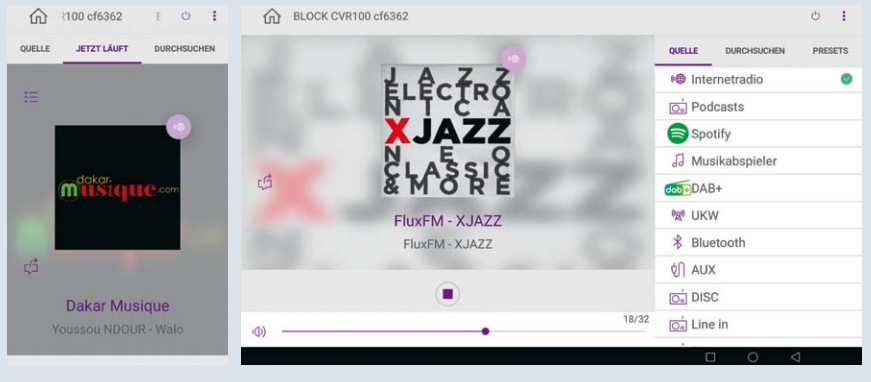 R100 cf6362
QUELLE
JETZT LÄUFT
DURCHSUCHEN
dakar
musique.com
Dakar Musique
Youssou NDOUR - Walo
BLOCK CVR100 cf6362
JAZZ
ELECTRO
NICA
XJAZZ
NEO
CLASSIC
& MORE
FluxFM - XJAZZ
FluxFM - XJAZZ
18/32
QUELLE
DURCHSUCHEN
PRESETS
Internetradio
Podcasts
Spotify
Musikabspieler
dab+ DAB+
UKW
Bluetooth
AUX
DISC
Line in